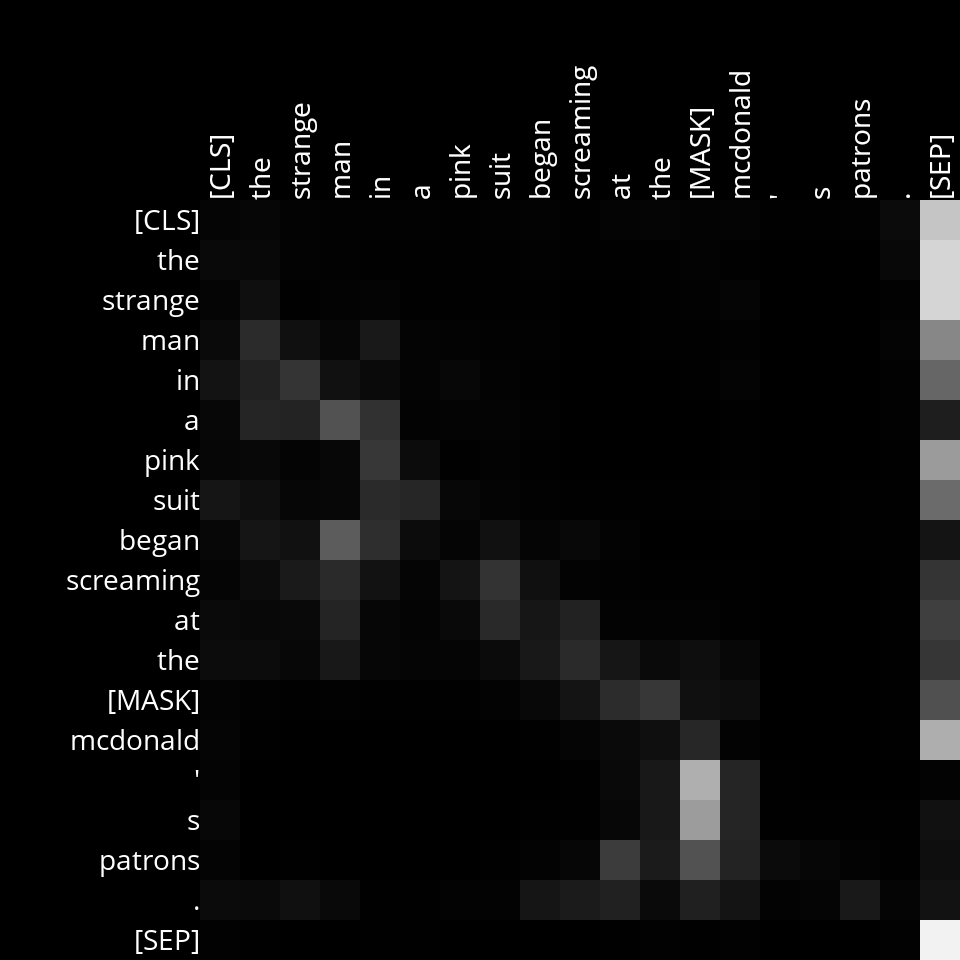 [CLS] the strange man in a pink suit began screaming at the [MASK] mcdonald ' s patrons . [SEP]
[CLS]
the
strange
man
in
a
pink
suit
began
screaming
at
the
[MASK]
mcdonald
'
s
patrons
.
[SEP]